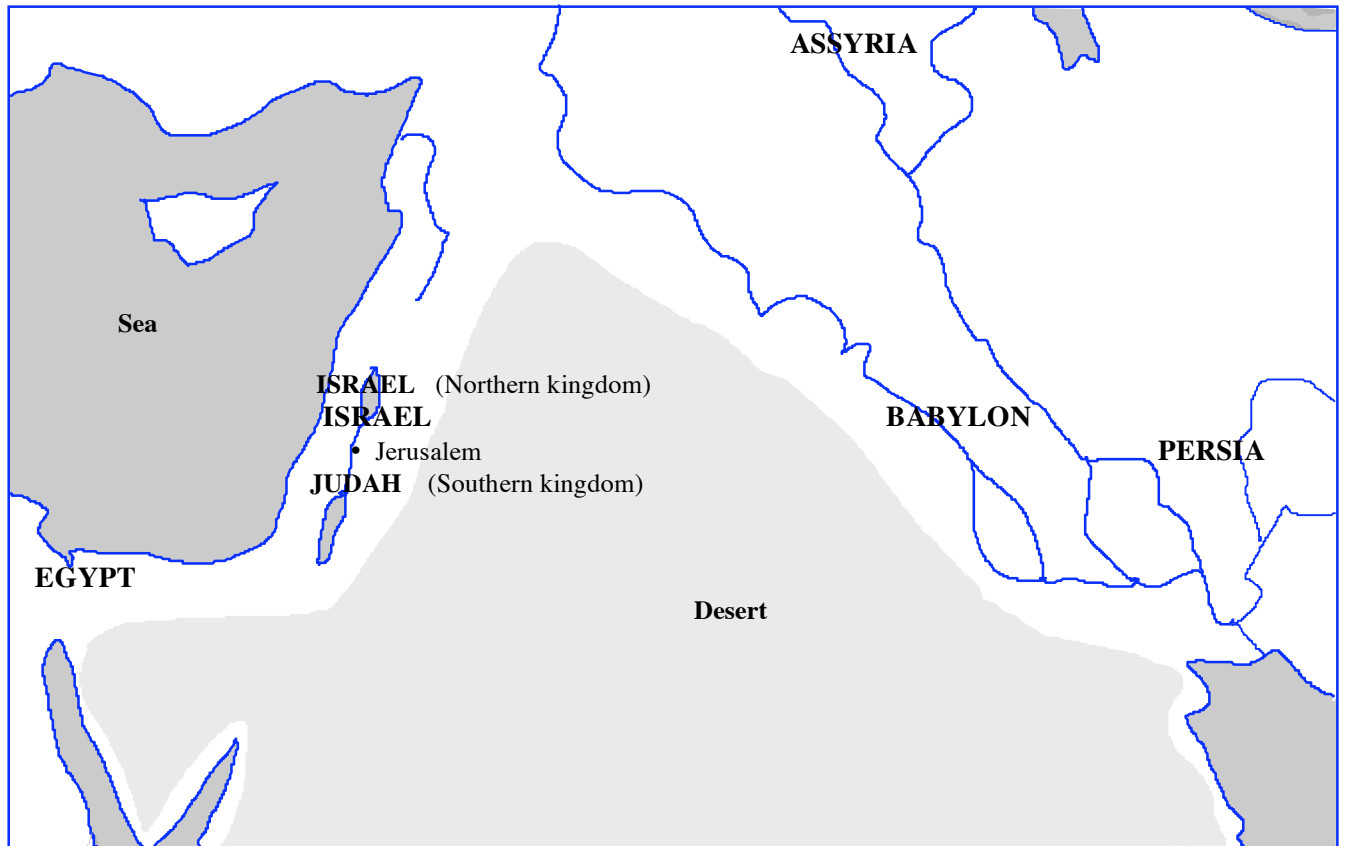 ASSYRIA
Sea
ISRAEL (Northern kingdom)
ISRAEL
BABYLON
Jerusalem
PERSIA
JUDAH (Southern kingdom)
EGYPT
Desert